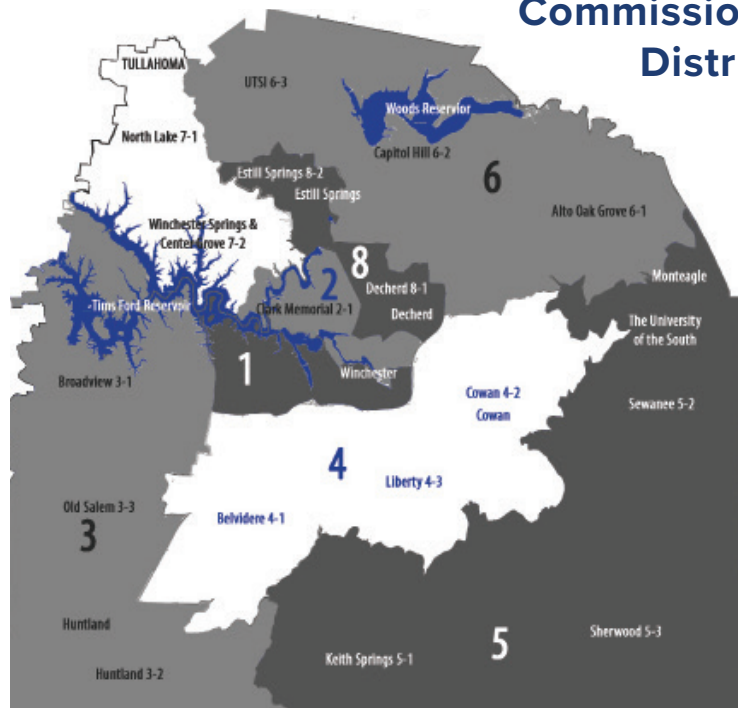 Commissio
Distr
TULLAHOMA
UTSI 6-3
Woods Reservior
North Lake 7-1
Capitol Hill 6-2
Estill Springs 8-2
6
Estill Springs
Alto Oak Grove 6-1
Winchester Springs &
Center Grove 7-2
8
Monteagle
2
Decherd 8-1
Tims Ford Reservoir
Clark Memorial 2-1
Decherd
The University
of the South
1
Winchester
Broadview 3-1
Cowan 4-2
Sewanee 5-2
Cowan
4
Liberty 4-3
Old Salem 3-3
Belvidere 4-1
3
Huntland
Sherwood 5-3
5
Keith Springs 5-1
Huntland 3-2